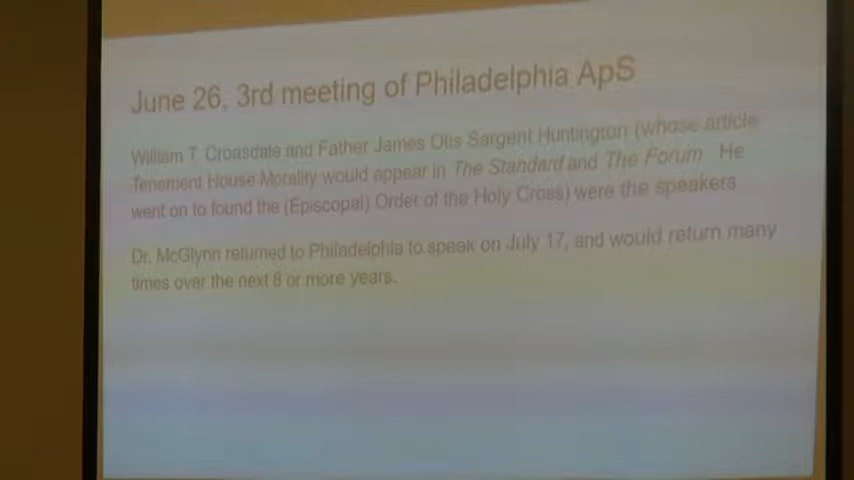 June 26, 3rd meeting of Philadelphia ApS
William T. Croasdale and Father James Otis Sargent Huntington (whose article
Tenement House Morality would appear in The Standard and The Forum He
went on to found the (Episcopal) Order of the Holy Cross) were the speakers
Dr. McGlynn returned to Philadelphia to speak on July 17, and would return many
times over the next 8 or more years.